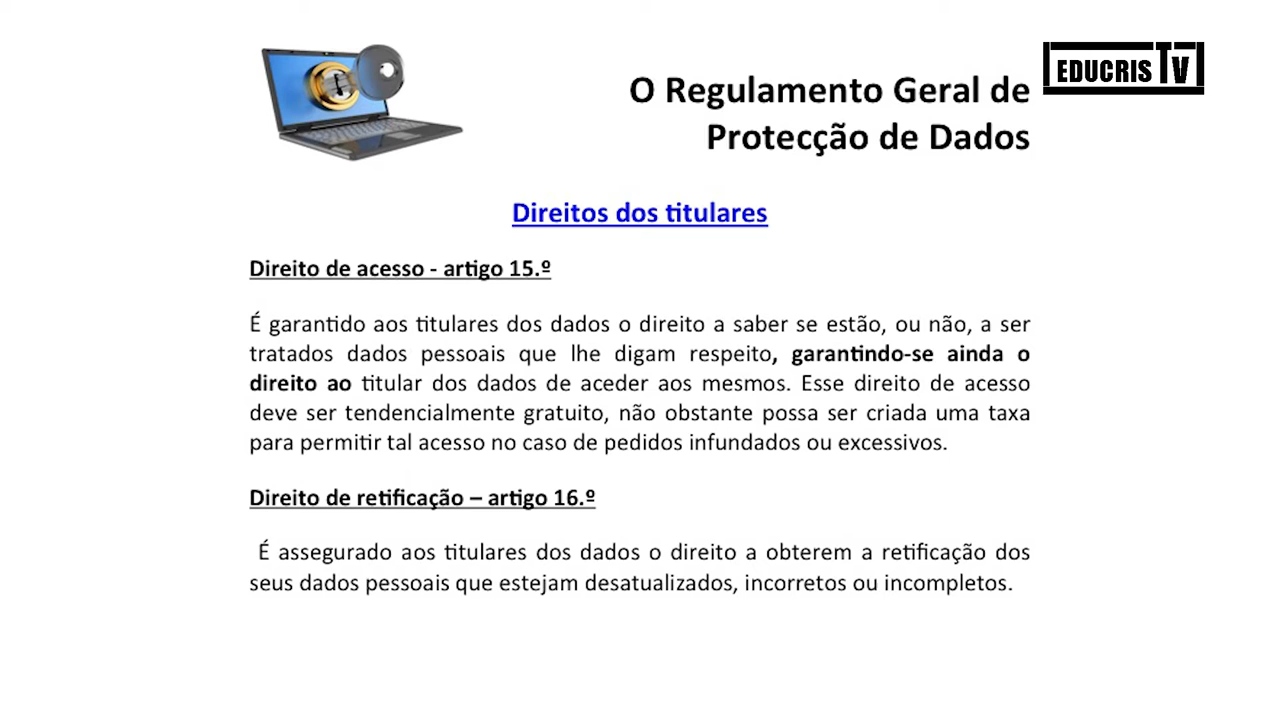 EDUCRIS TV
O Regulamento Geral de
Protecção de Dados
Direitos dos titulares
Direito de acesso - artigo 15.º
É garantido aos titulares dos dados o direito a saber se estão, ou não, a ser
tratados dados pessoais que lhe digam respeito, garantindo-se ainda o
direito ao titular dos dados de aceder aos mesmos. Esse direito de acesso
deve ser tendencialmente gratuito, não obstante possa ser criada uma taxa
para permitir tal acesso no caso de pedidos infundados ou excessivos.
Direito de retificação – artigo 16.º
É assegurado aos titulares dos dados o direito a obterem a retificação dos
seus dados pessoais que estejam desatualizados, incorretos ou incompletos.